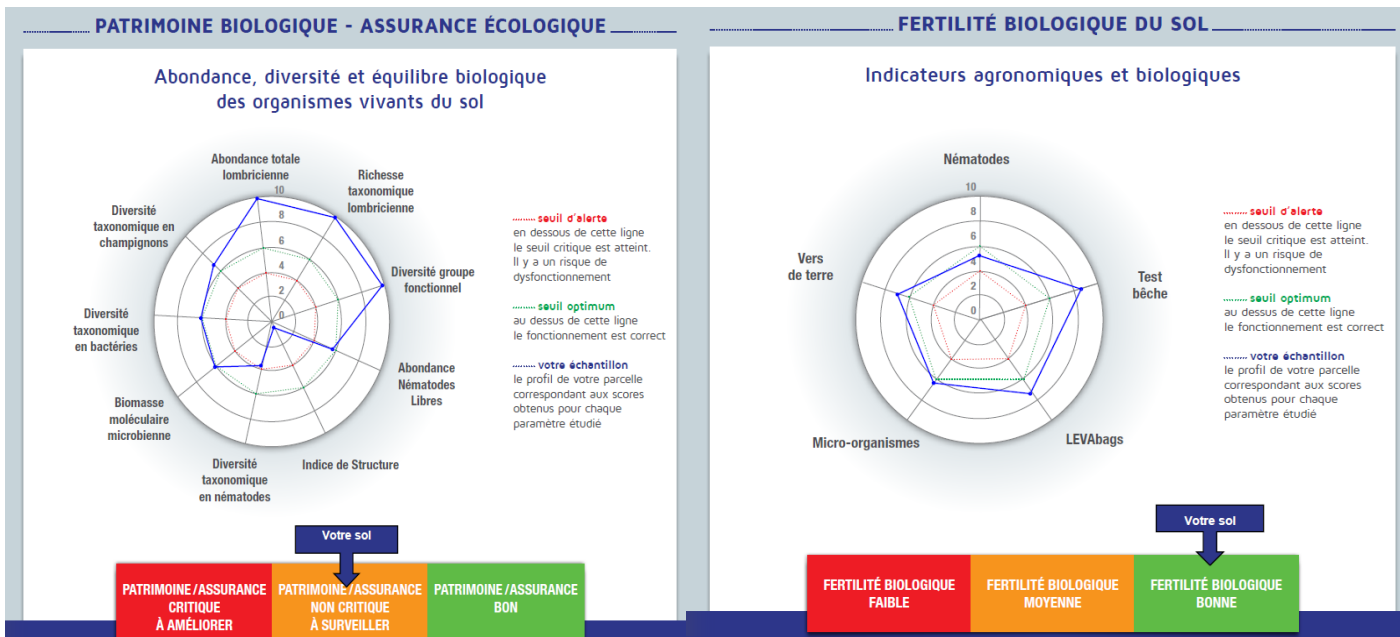 PATRIMOINE BIOLOGIQUE - ASSURANCE ÉCOLOGIQUE
Abondance, diversité et équilibre biologique
des organismes vivants du sol
Abondance totale
lombricienne
Richesse
taxonomique
lombricienne
Diversité groupe
fonctionnel
Abondance
Nématodes
Libres
Indice de Structure
Diversité
taxonomique
en nématodes
Biomasse
moléculaire
microbienne
Diversité
taxonomique
en bactéries
Diversité
taxonomique en
champignons
10
8
6
4
2
0
seuil d'alerte
en dessous de cette ligne
le seuil critique est atteint.
Il y a un risque de
dysfonctionnement
seuil optimum
au dessus de cette ligne
le fonctionnement est correct
votre échantillon
le profil de votre parcelle
correspondant aux scores
obtenus pour chaque
paramètre étudié
Votre sol
PATRIMOINE/ASSURANCE
CRITIQUE
À AMÉLIORER
PATRIMOINE/ASSURANCE
NON CRITIQUE
À SURVEILLER
PATRIMOINE/ASSURANCE
BON
FERTILITÉ BIOLOGIQUE DU SOL
Indicateurs agronomiques et biologiques
Nématodes
Test
bêche
LEVAbags
Micro-organismes
Vers
de terre
10
8
6
4
2
0
seuil d'alerte
en dessous de cette ligne
le seuil critique est atteint.
Il y a un risque de
dysfonctionnement
seuil optimum
au dessus de cette ligne
le fonctionnement est correct
votre échantillon
le profil de votre parcelle
correspondant aux scores
obtenus pour chaque
paramètre étudié
Votre sol
FERTILITÉ BIOLOGIQUE
FAIBLE
FERTILITÉ BIOLOGIQUE
MOYENNE
FERTILITÉ BIOLOGIQUE
BONNE